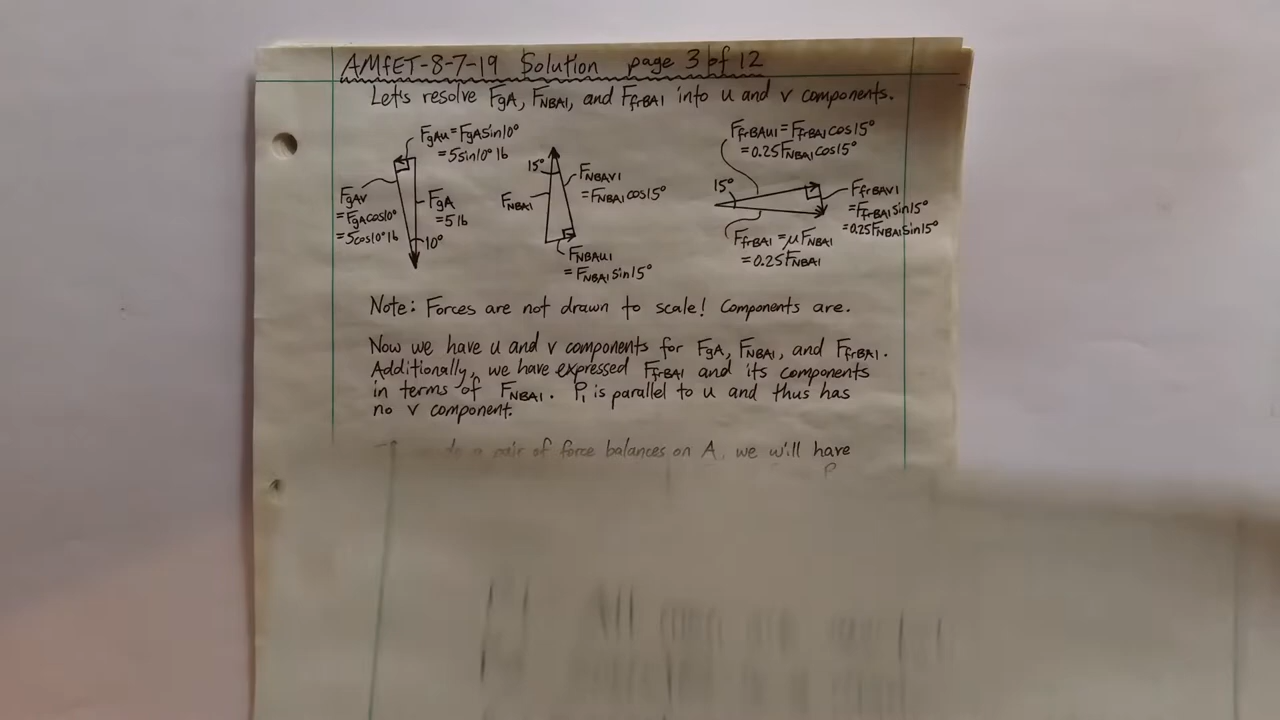 AMfET-8-7-19 Solution page 3 of 12
Let's resolve FgA, FNBA1, and FfrBA1 into u and v components.
FgAu = FgAsin10°
= 5sin10° lb
FgAv
= FgAcos10°
= 5cos10° lb
FgA
= 5 lb
10°
15°
FNBA1
FNBAV1
= FNBA1cos15°
FNBAU1
= FNBA1sin15°
FfrBAU1 = FfrBA1cos15°
= 0.25FNBA1cos15°
15°
FfrBA1 = μFNBA1
= 0.25FNBA1
FfrBAV1
= FfrBA1sin15°
= 0.25FNBA1sin15°
Note: Forces are not drawn to scale! Components are.
Now we have u and v components for FgA, FNBA1, and FfrBA1.
Additionally, we have expressed FfrBA1 and its components
in terms of FNBA1. P1 is parallel to u and thus has
no v component.
do a pair of force balances on A, we will have